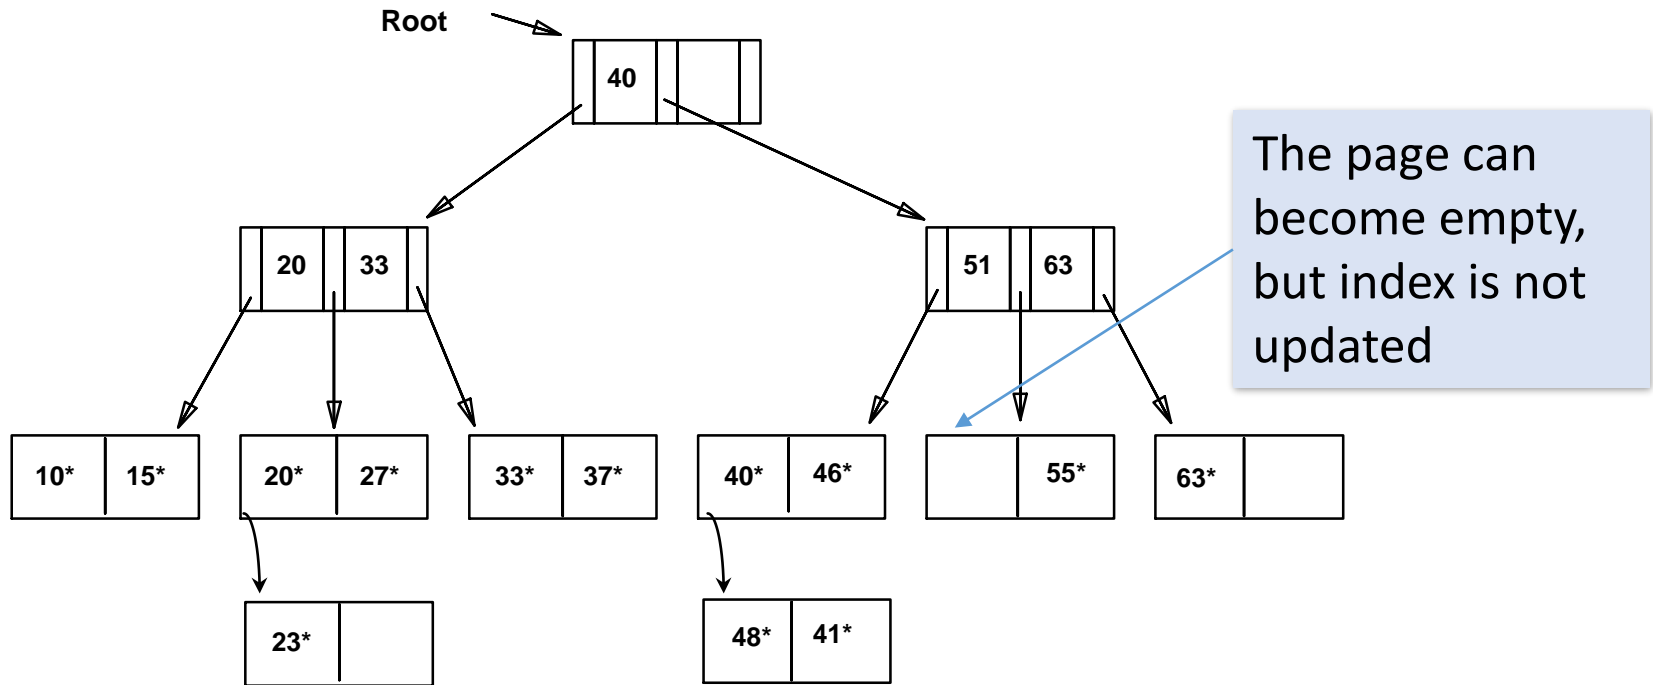 Root
40
The page can
become empty,
but index is not
updated
20 33
51 63
10* 15*
20* 27*
33* 37*
40* 46*
55*
63*
23*
48* 41*